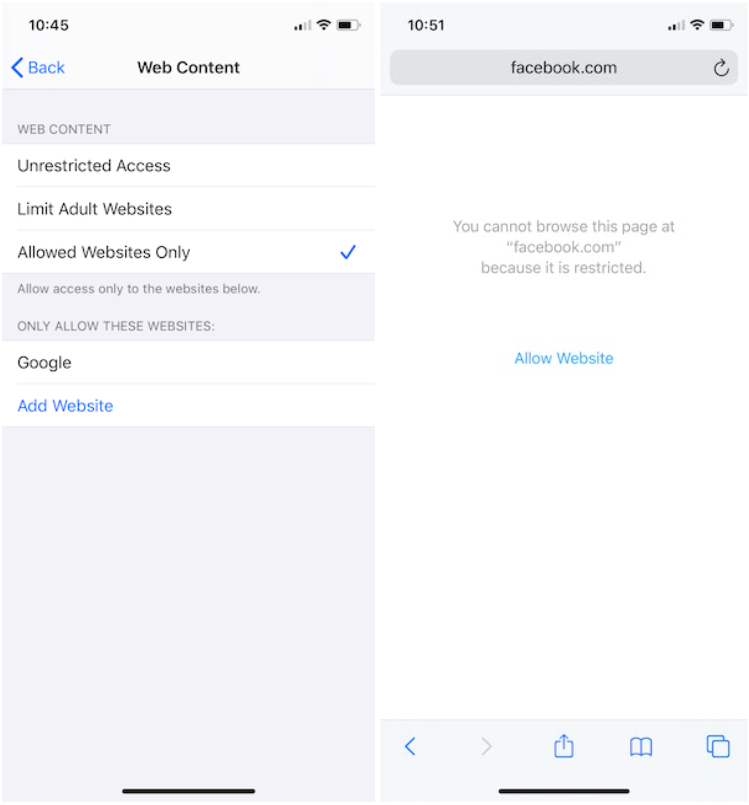 10:45
Back
Web Content
WEB CONTENT
Unrestricted Access
Limit Adult Websites
Allowed Websites Only
Allow access only to the websites below.
ONLY ALLOW THESE WEBSITES:
Google
Add Website
10:51
facebook.com
You cannot browse this page at
“facebook.com”
because it is restricted.
Allow Website